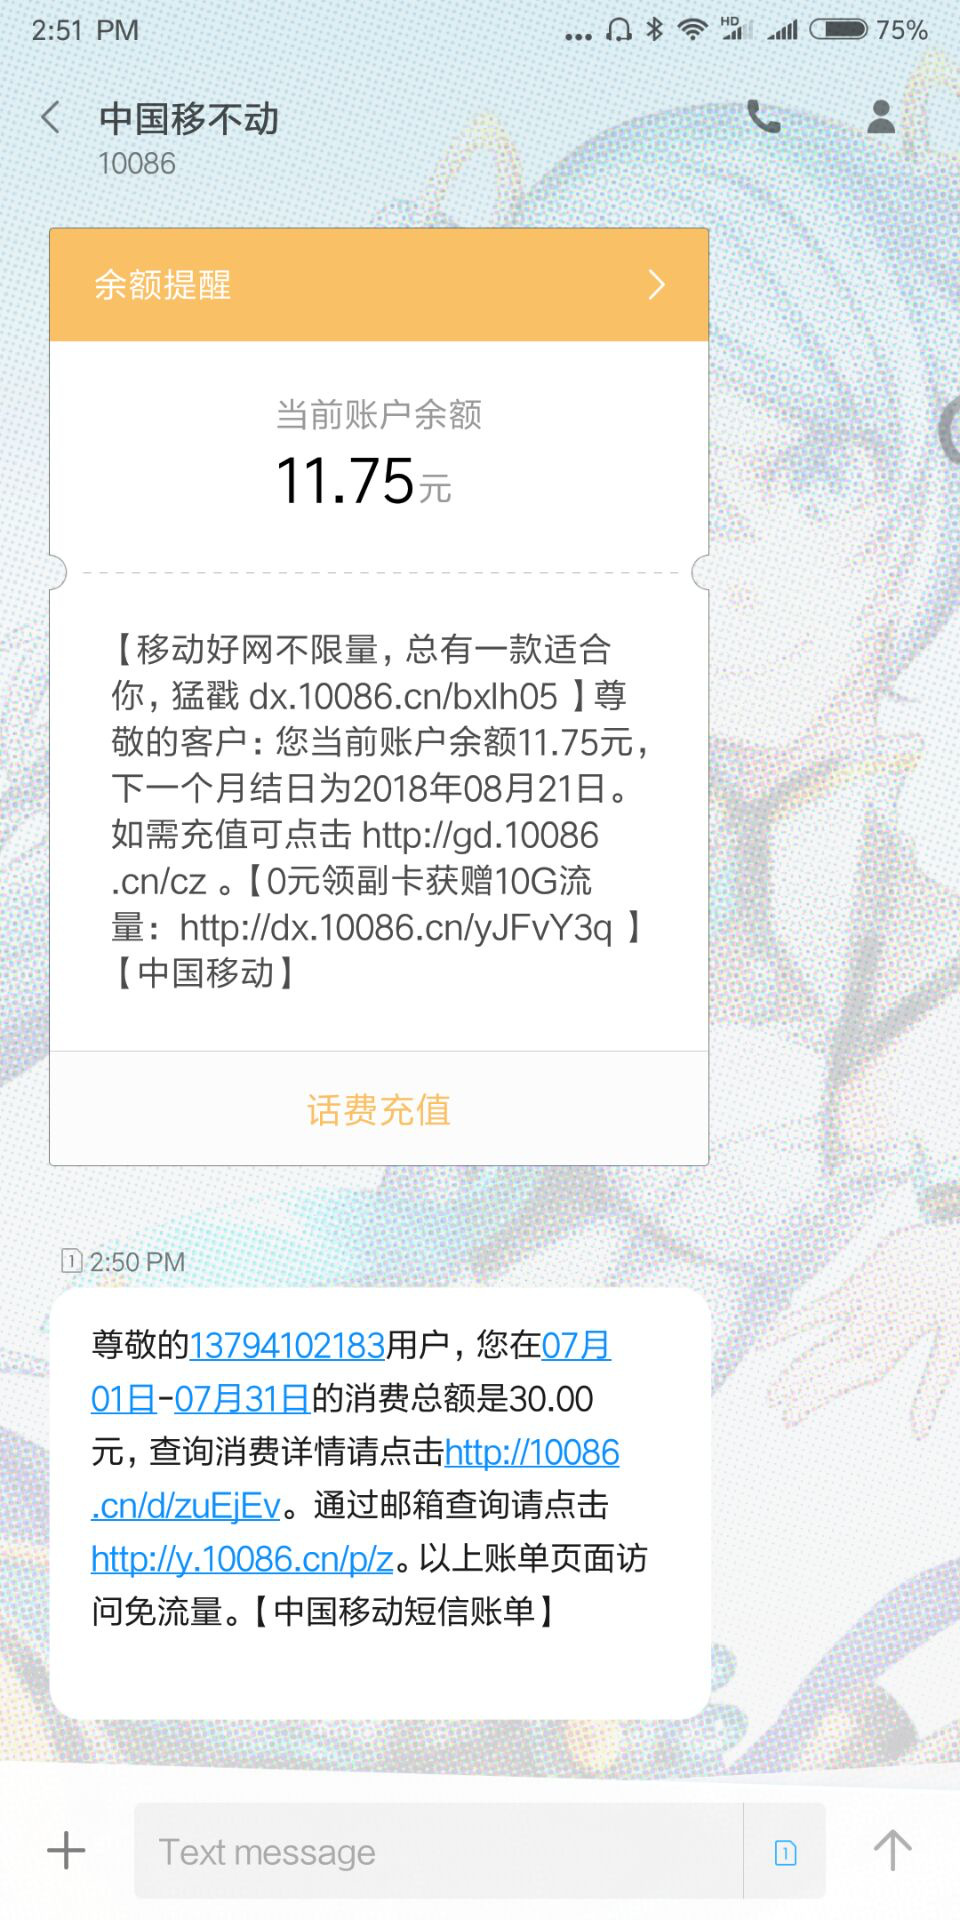 2:51 PM
... HD 75%
中国移不动
10086
余额提醒
当前账户余额
11.75元
【移动好网不限量，总有一款适合
你，猛戳 dx.10086.cn/bxlh05 】尊
敬的客户：您当前账户余额11.75元，
下一个月结日为2018年08月21日。
如需充值可点击 http://gd.10086
.cn/cz 。【0元领副卡获赠10G流
量： http://dx.10086.cn/yJFvY3q 】
【中国移动】
话费充值
1 2:50 PM
尊敬的13794102183用户，您在07月
01日-07月31日的消费总额是30.00
元，查询消费详情请点击http://10086
.cn/d/zuEjEv。通过邮箱查询请点击
http://y.10086.cn/p/z。以上账单页面访
问免流量。【中国移动短信账单】
Text message
1